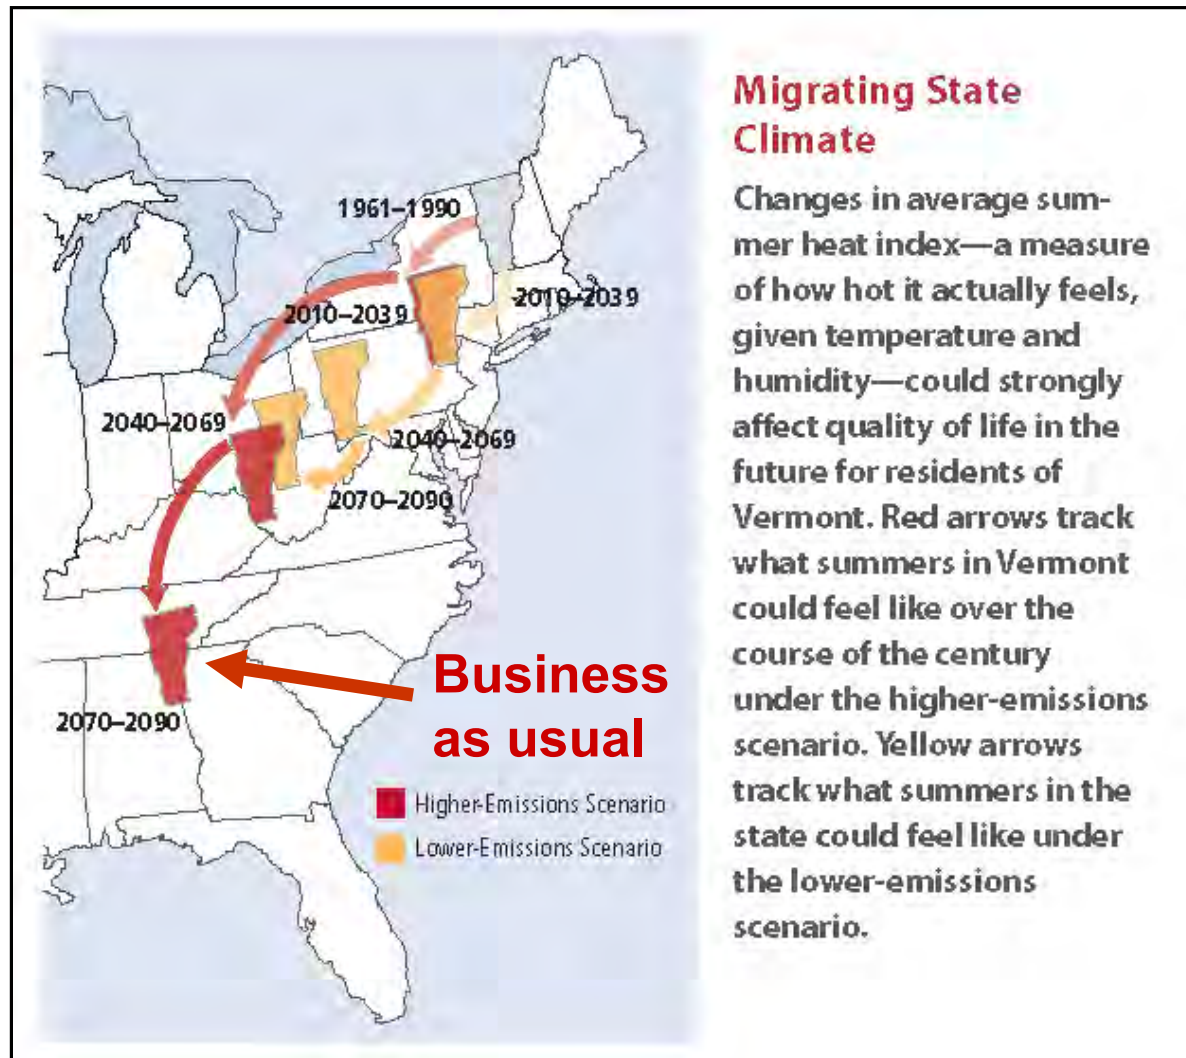 1961–1990
2010–2039
2010–2039
2040–2069
2040–2069
2070–2090
2070–2090
Business
as usual
Higher-Emissions Scenario
Lower-Emissions Scenario
Migrating State
Climate
Changes in average sum-
mer heat index—a measure
of how hot it actually feels,
given temperature and
humidity—could strongly
affect quality of life in the
future for residents of
Vermont. Red arrows track
what summers in Vermont
could feel like over the
course of the century
under the higher-emissions
scenario. Yellow arrows
track what summers in the
state could feel like under
the lower-emissions
scenario.